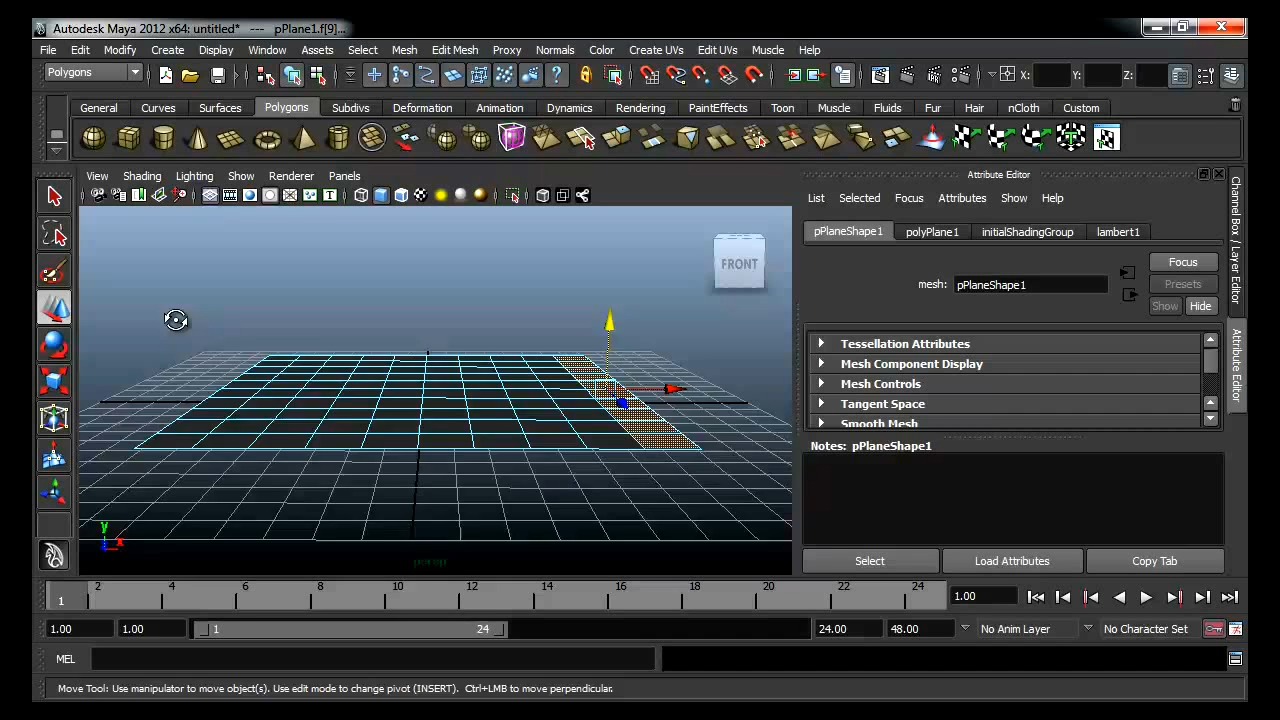 Autodesk Maya 2012 x64: untitled* --- pPlane1.f[9]...
File Edit Modify Create Display Window Assets Select Mesh Edit Mesh Proxy Normals Color Create UVs Edit UVs Muscle Help
Polygons X: Y: Z:
General Curves Surfaces Polygons Subdivs Deformation Animation Dynamics Rendering PaintEffects Toon Muscle Fluids Fur Hair nCloth Custom
View Shading Lighting Show Renderer Panels
Attribute Editor
List Selected Focus Attributes Show Help
pPlaneShape1 polyPlane1 initialShadingGroup lambert1
mesh: pPlaneShape1
Focus
Presets
Show Hide
Tessellation Attributes
Mesh Component Display
Mesh Controls
Tangent Space
Smooth Mesh
Notes: pPlaneShape1
Select Load Attributes Copy Tab
Channel Box / Layer Editor
Attribute Editor
FRONT
y
x
persp
1 2 4 6 8 10 12 14 16 18 20 22 24 1.00
1.00 1.00 1 24 24.00 48.00 No Anim Layer No Character Set
MEL
Move Tool: Use manipulator to move object(s). Use edit mode to change pivot (INSERT). Ctrl+LMB to move perpendicular.